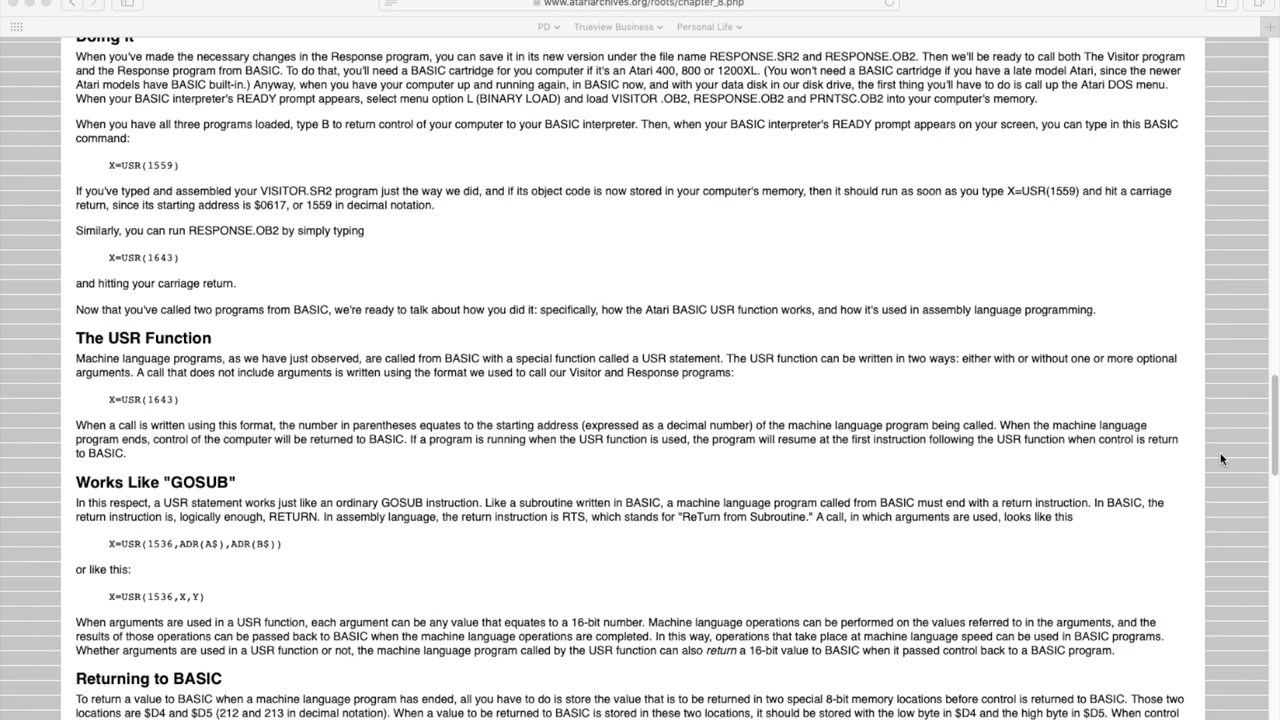 www.atariarchives.org/roots/chapter_8.php
PD Trueview Business Personal Life
Doing It
When you've made the necessary changes in the Response program, you can save it in its new version under the file name RESPONSE.SR2 and RESPONSE.OB2. Then we'll be ready to call both The Visitor program
and the Response program from BASIC. To do that, you'll need a BASIC cartridge for you computer if it's an Atari 400, 800 or 1200XL. (You won't need a BASIC cartridge if you have a late model Atari, since the newer
Atari models have BASIC built-in.) Anyway, when you have your computer up and running again, in BASIC now, and with your data disk in our disk drive, the first thing you'll have to do is call up the Atari DOS menu.
When your BASIC interpreter's READY prompt appears, select menu option L (BINARY LOAD) and load VISITOR .OB2, RESPONSE.OB2 and PRNTSC.OB2 into your computer's memory.
When you have all three programs loaded, type B to return control of your computer to your BASIC interpreter. Then, when your BASIC interpreter's READY prompt appears on your screen, you can type in this BASIC
command:
X=USR(1559)
If you've typed and assembled your VISITOR.SR2 program just the way we did, and if its object code is now stored in your computer's memory, then it should run as soon as you type X=USR(1559) and hit a carriage
return, since its starting address is $0617, or 1559 in decimal notation.
Similarly, you can run RESPONSE.OB2 by simply typing
X=USR(1643)
and hitting your carriage return.
Now that you've called two programs from BASIC, we're ready to talk about how you did it: specifically, how the Atari BASIC USR function works, and how it's used in assembly language programming.
The USR Function
Machine language programs, as we have just observed, are called from BASIC with a special function called a USR statement. The USR function can be written in two ways: either with or without one or more optional
arguments. A call that does not include arguments is written using the format we used to call our Visitor and Response programs:
X=USR(1643)
When a call is written using this format, the number in parentheses equates to the starting address (expressed as a decimal number) of the machine language program being called. When the machine language
program ends, control of the computer will be returned to BASIC. If a program is running when the USR function is used, the program will resume at the first instruction following the USR function when control is return
to BASIC.
Works Like "GOSUB"
In this respect, a USR statement works just like an ordinary GOSUB instruction. Like a subroutine written in BASIC, a machine language program called from BASIC must end with a return instruction. In BASIC, the
return instruction is, logically enough, RETURN. In assembly language, the return instruction is RTS, which stands for "ReTurn from Subroutine." A call, in which arguments are used, looks like this
X=USR(1536,ADR(A$),ADR(B$))
or like this:
X=USR(1536,X,Y)
When arguments are used in a USR function, each argument can be any value that equates to a 16-bit number. Machine language operations can be performed on the values referred to in the arguments, and the
results of those operations can be passed back to BASIC when the machine language operations are completed. In this way, operations that take place at machine language speed can be used in BASIC programs.
Whether arguments are used in a USR function or not, the machine language program called by the USR function can also return a 16-bit value to BASIC when it passed control back to a BASIC program.
Returning to BASIC
To return a value to BASIC when a machine language program has ended, all you have to do is store the value that is to be returned in two special 8-bit memory locations before control is returned to BASIC. Those two
locations are $D4 and $D5 (212 and 213 in decimal notation). When a value to be returned to BASIC is stored in these two locations, it should be stored with the low byte in $D4 and the high byte in $D5. When control